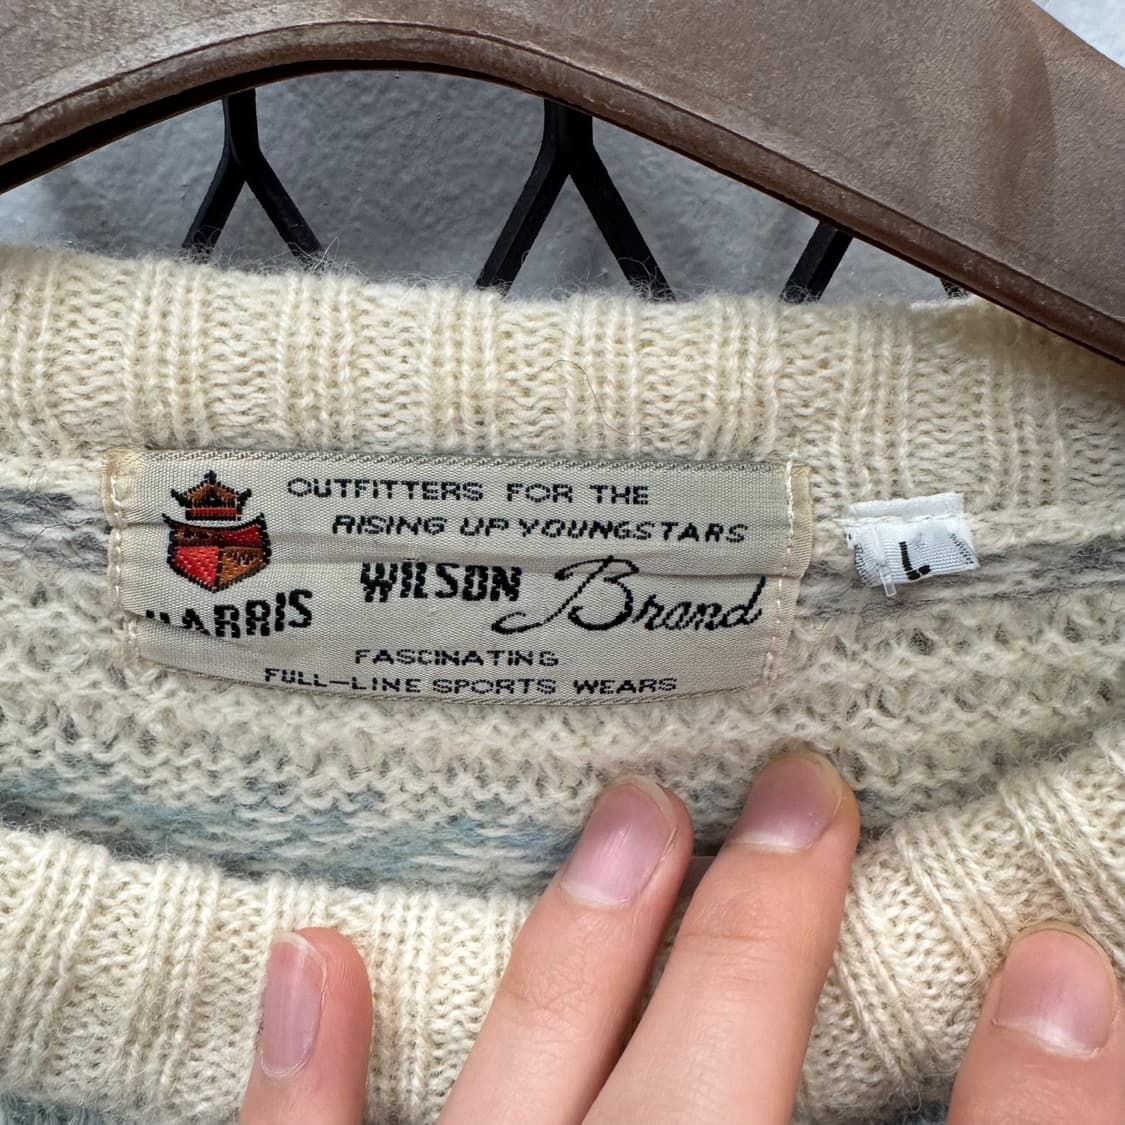 OUTFITTERS FOR THE
RISING UP YOUNGSTARS
WILSON Brand
HARRIS
FASCINATING
FULL-LINE SPORTS WEARS
L